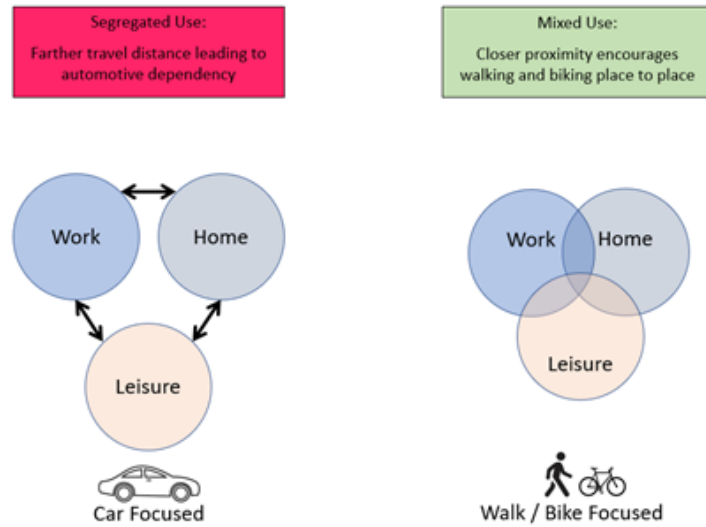 Segregated Use:
Farther travel distance leading to
automotive dependency
Mixed Use:
Closer proximity encourages
walking and biking place to place
Work
Home
Leisure
Car Focused
Work
Home
Leisure
Walk / Bike Focused